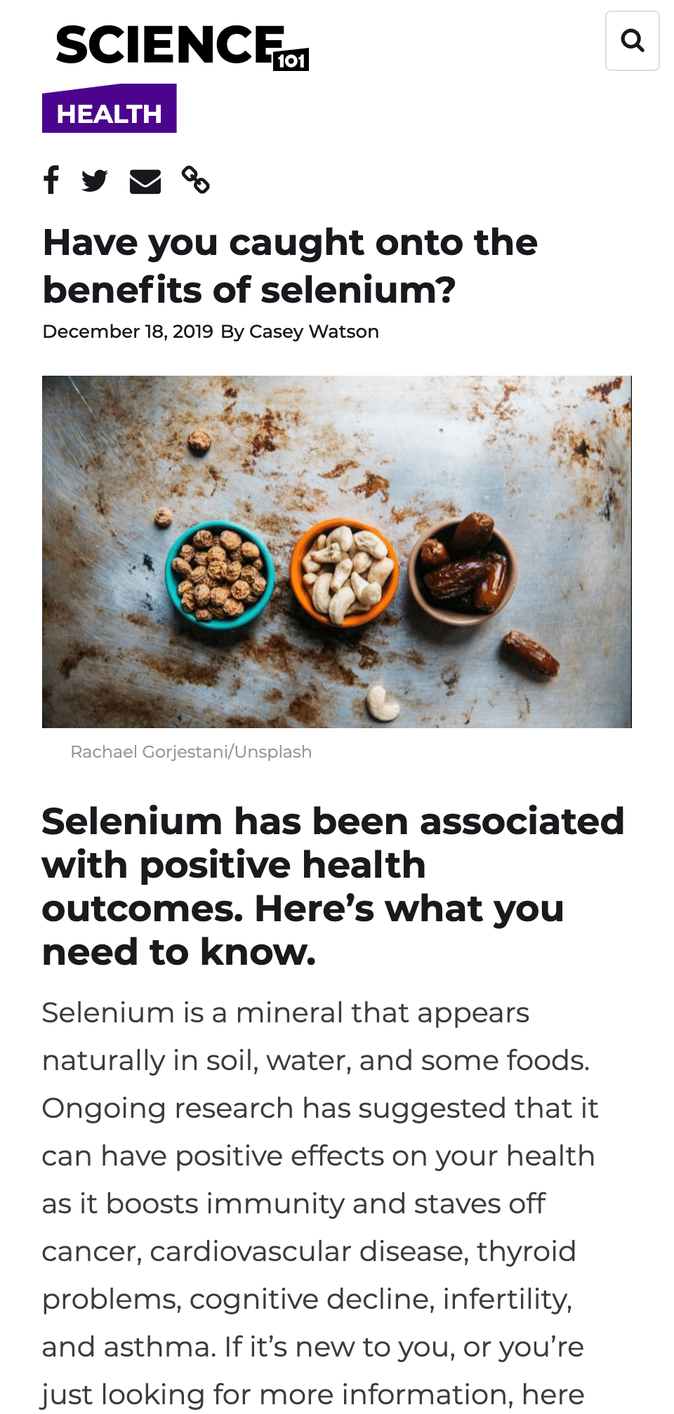 SCIENCE 101
HEALTH
Have you caught onto the
benefits of selenium?
December 18, 2019 By Casey Watson
Rachael Gorjestani/Unsplash
Selenium has been associated
with positive health
outcomes. Here’s what you
need to know.
Selenium is a mineral that appears
naturally in soil, water, and some foods.
Ongoing research has suggested that it
can have positive effects on your health
as it boosts immunity and staves off
cancer, cardiovascular disease, thyroid
problems, cognitive decline, infertility,
and asthma. If it’s new to you, or you’re
just looking for more information, here